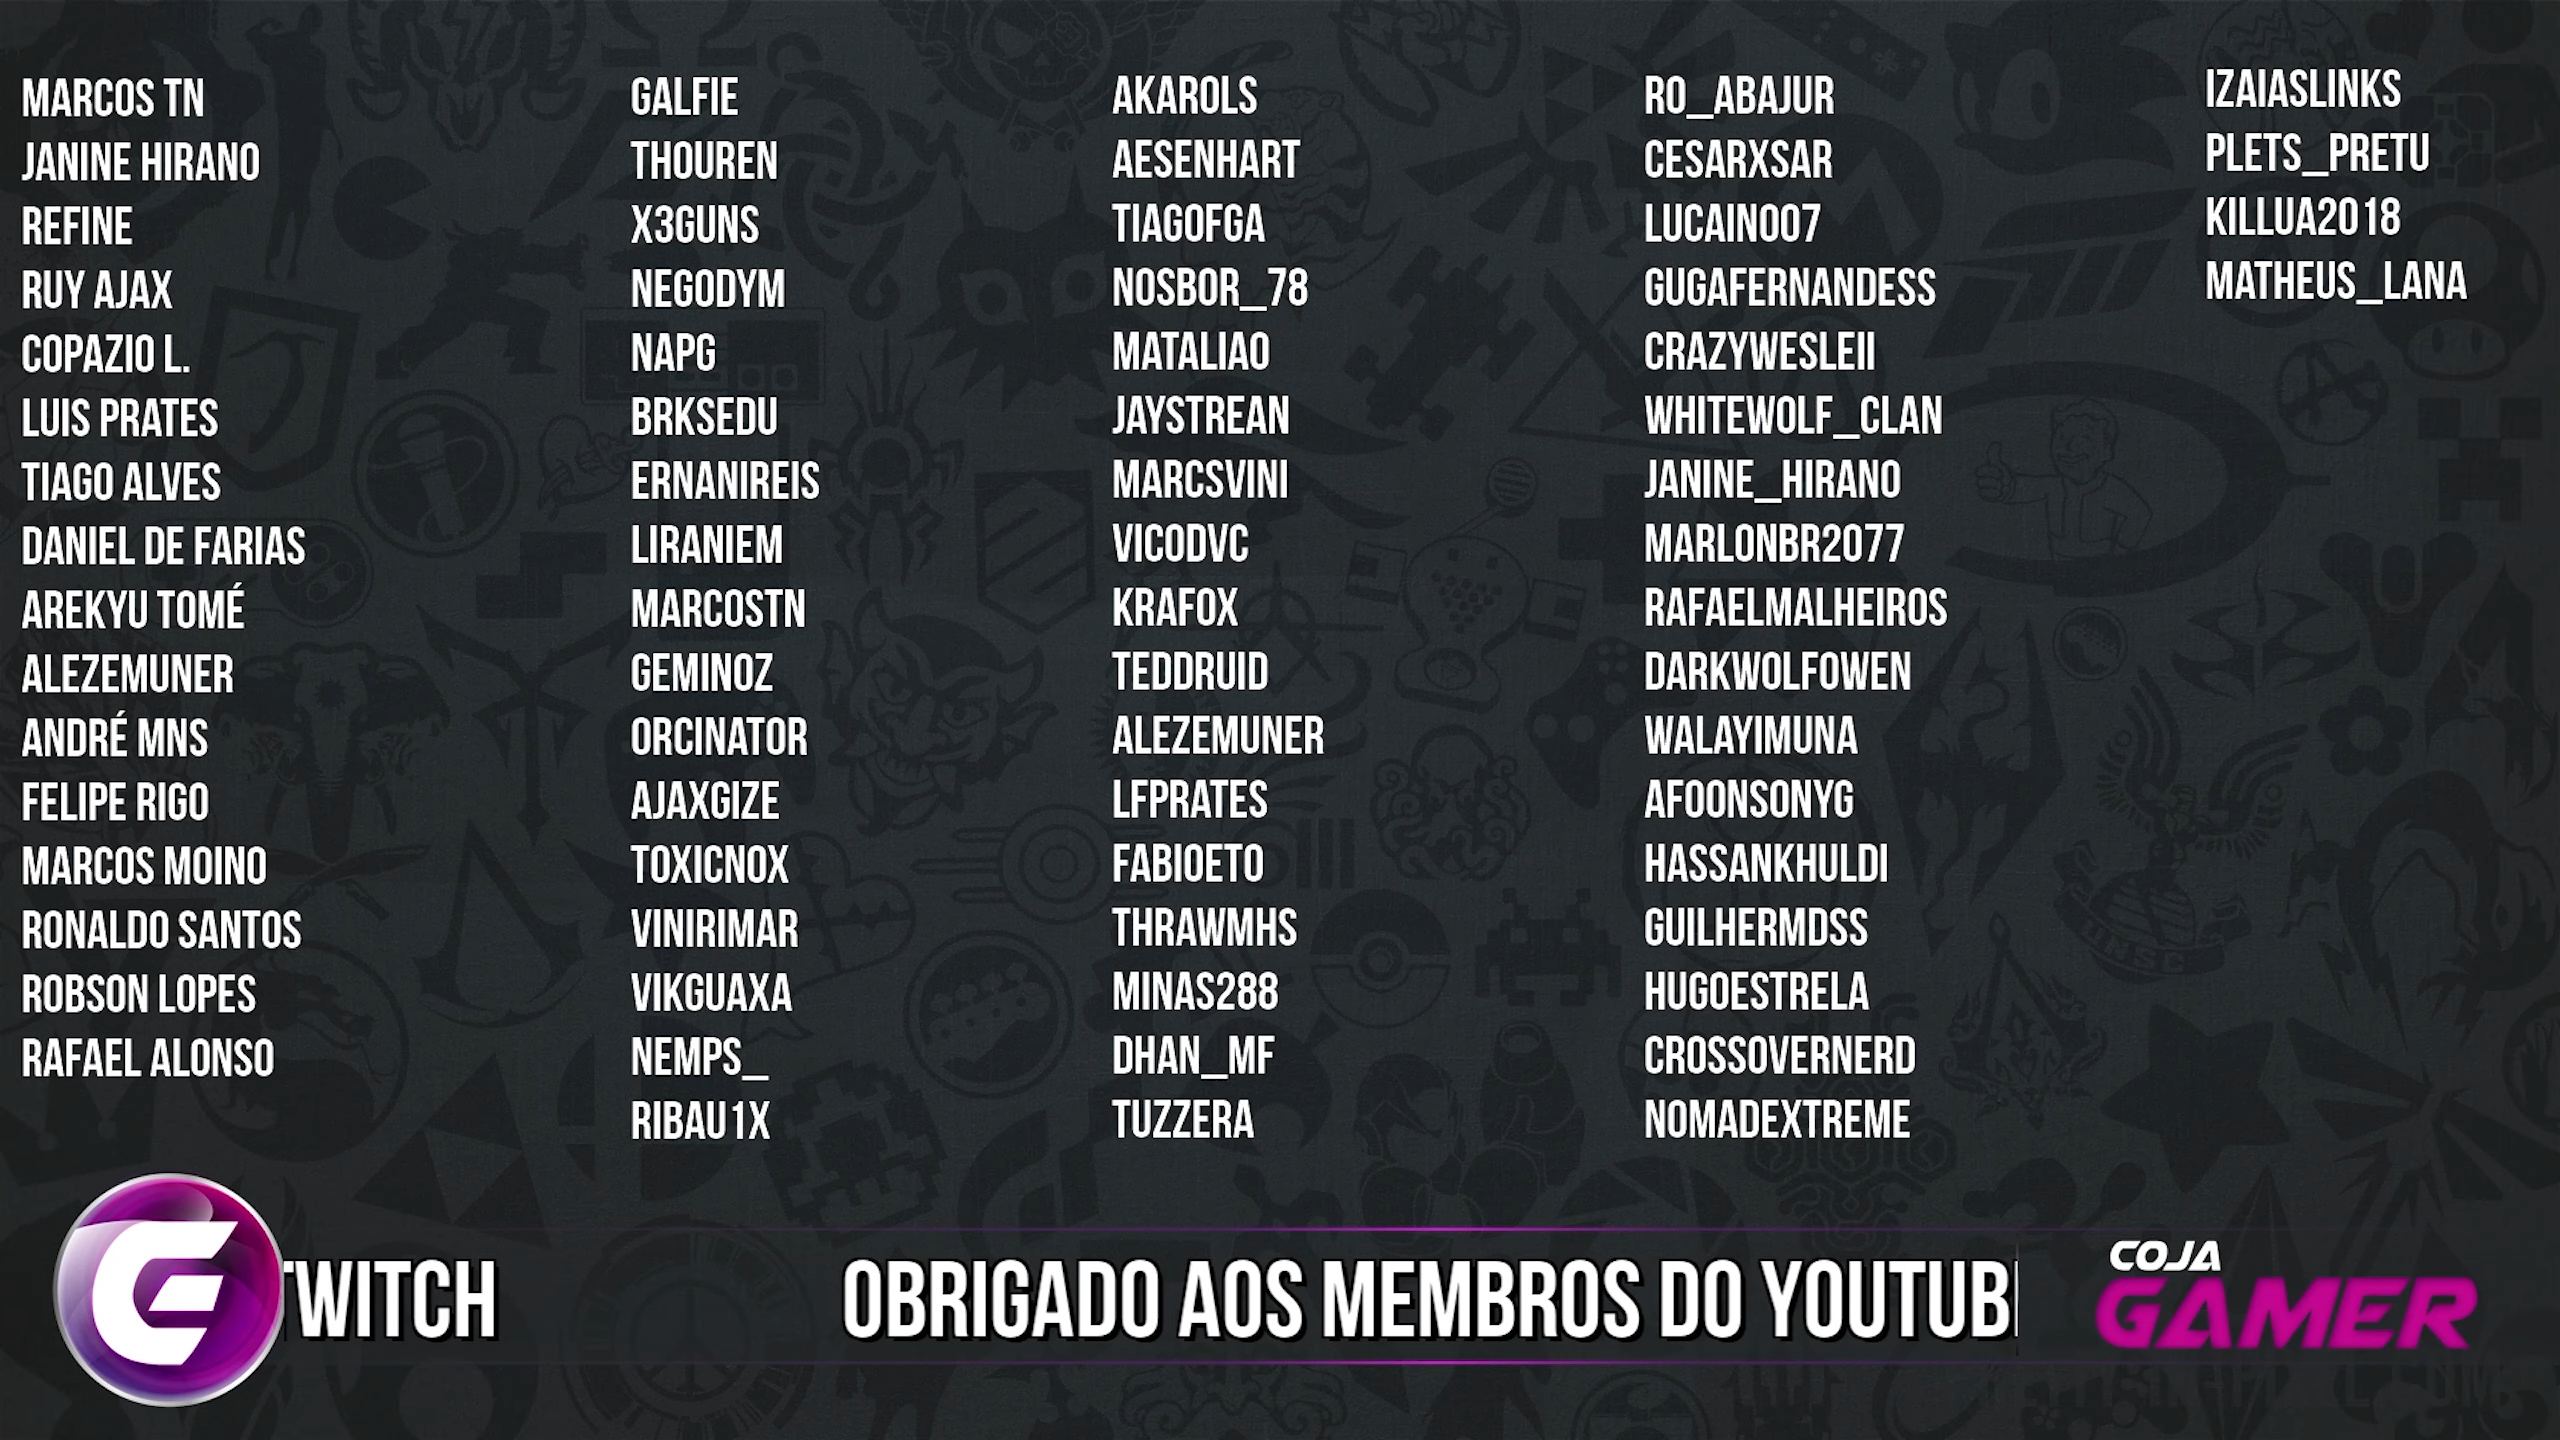 MARCOS TN
JANINE HIRANO
REFINE
RUY AJAX
COPAZIO L.
LUIS PRATES
TIAGO ALVES
DANIEL DE FARIAS
AREKYU TOMÉ
ALEZEMUNER
ANDRÉ MNS
FELIPE RIGO
MARCOS MOINO
RONALDO SANTOS
ROBSON LOPES
RAFAEL ALONSO
GALFIE
THOUREN
X3GUNS
NEGODYM
NAPG
BRKSEDU
ERNANIREIS
LIRANIEM
MARCOSTN
GEMINOZ
ORCINATOR
AJAXGIZE
TOXICNOX
VINIRIMAR
VIKGUAXA
NEMPS_
RIBAU1X
AKAROLS
AESENHART
TIAGOFGA
NOSBOR_78
MATALIAO
JAYSTREAN
MARCSVINI
VICODVC
KRAFOX
TEDDRUID
ALEZEMUNER
LFPRATES
FABIOETO
THRAWMHS
MINAS288
DHAN_MF
TUZZERA
RO_ABAJUR
CESARXSAR
LUCAINO07
GUGAFERNANDESS
CRAZYWESLEII
WHITEWOLF_CLAN
JANINE_HIRANO
MARLONBR2077
RAFAELMALHEIROS
DARKWOLFOWEN
WALAYIMUNA
AFOONSONYG
HASSANKHULDI
GUILHERMDSS
HUGOESTRELA
CROSSOVERNERD
NOMADEXTREME
IZAIASLINKS
PLETS_PRETU
KILLUA2018
MATHEUS_LANA
TWITCH
OBRIGADO AOS MEMBROS DO YOUTUB
COJA
GAMER
UNSC